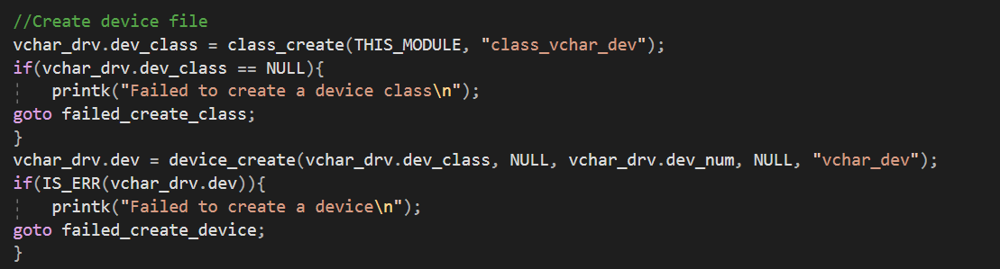 //Create device file
vchar_drv.dev_class = class_create(THIS_MODULE, "class_vchar_dev");
if(vchar_drv.dev_class == NULL){
    printk("Failed to create a device class\n");
goto failed_create_class;
}
vchar_drv.dev = device_create(vchar_drv.dev_class, NULL, vchar_drv.dev_num, NULL, "vchar_dev");
if(IS_ERR(vchar_drv.dev)){
    printk("Failed to create a device\n");
goto failed_create_device;
}